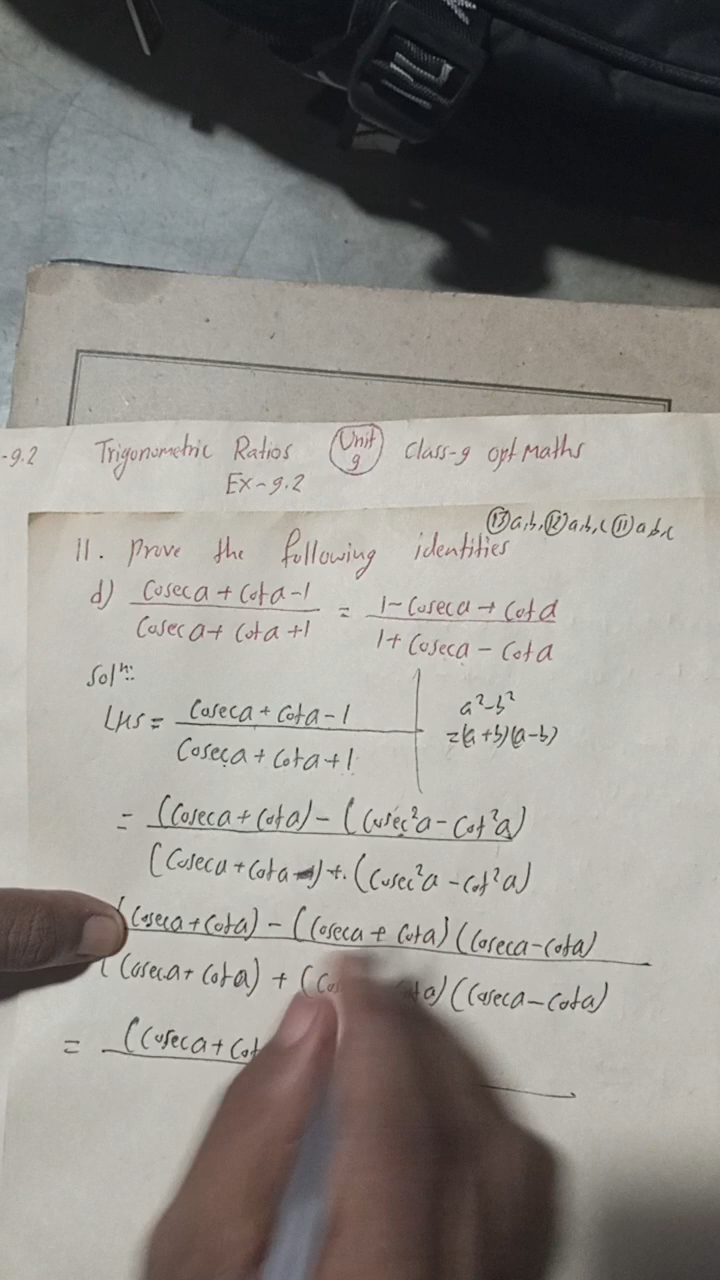 -9.2 Trigonometric Ratios Unit 9 Class-9 opt Maths
Ex-9.2
⑬a,b,⑫a,b,c⑪a,b,c
11. prove the following identities
d) Coseca+Cota-1 / Coseca+Cota+1 = 1-Coseca+Cota / 1+Coseca-Cota
Solⁿ:
LHS = Coseca+Cota-1 / Coseca+Cota+1
a²-b²
=(a+b)(a-b)
= (Coseca+Cota)-(Cosec²a-Cot²a) / (Coseca+Cota)+(Cosec²a-Cot²a)
(Coseca+Cota)-(Coseca+Cota)(Coseca-Cota) / (Coseca+Cota)+( a)(Coseca-Cota)
= (Coseca+Cot